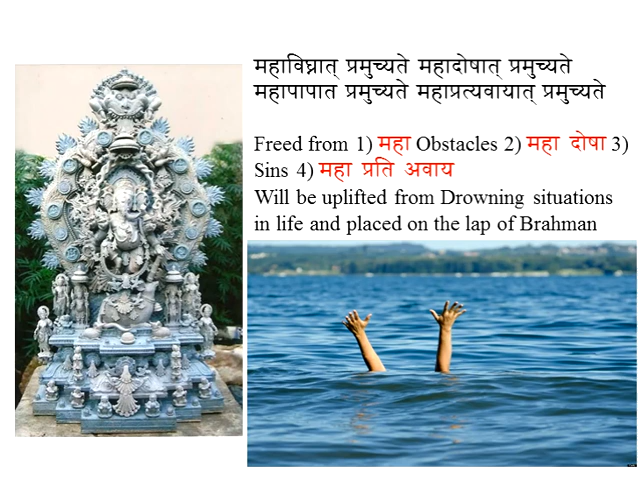 महाविघ्नात् प्रमुच्यते महादोषात् प्रमुच्यते
महापापात प्रमुच्यते महाप्रत्यवायात् प्रमुच्यते
Freed from 1) महा Obstacles 2) महा दोषा 3)
Sins 4) महा प्रति अवाय
Will be uplifted from Drowning situations
in life and placed on the lap of Brahman